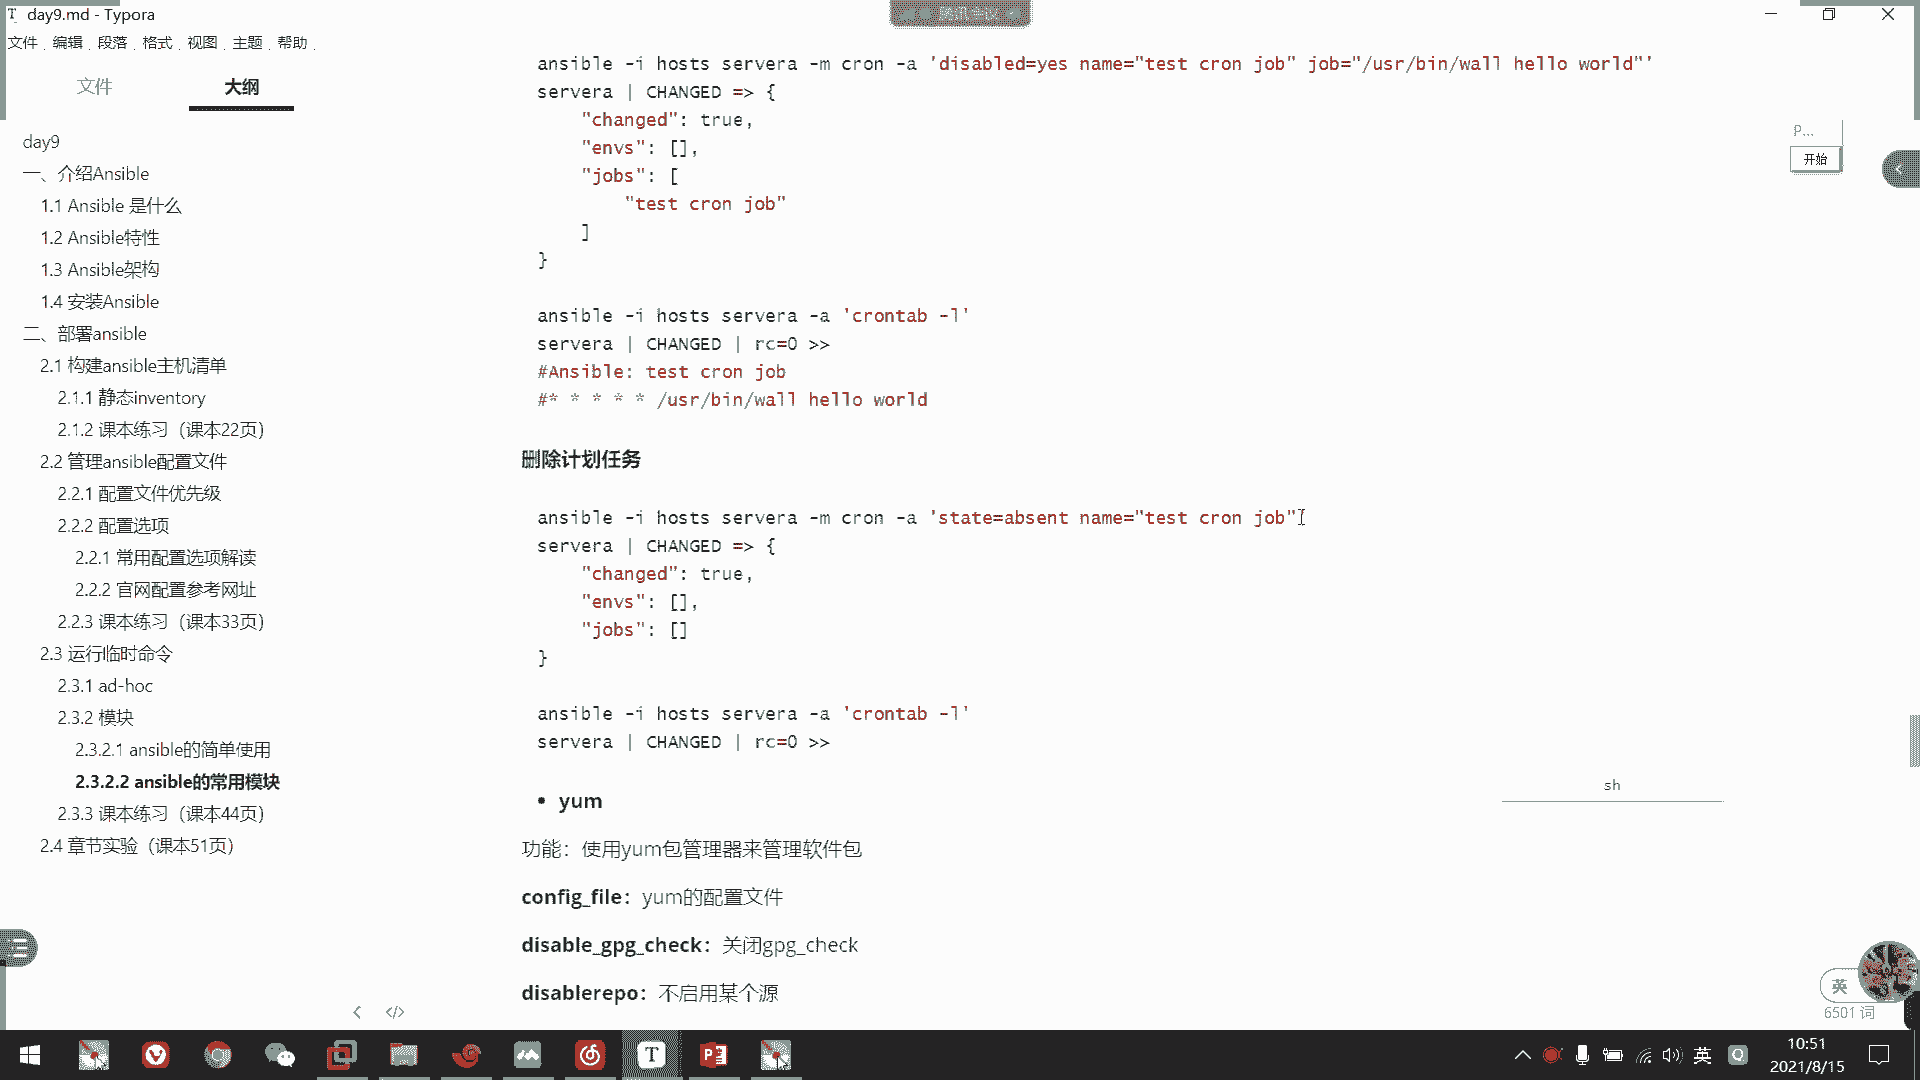 day9.md - Typora
文件 编辑 段落 格式 视图 主题 帮助
文件 大纲
day9
一、介绍Ansible
1.1 Ansible 是什么
1.2 Ansible特性
1.3 Ansible架构
1.4 安装Ansible
二、部署ansible
2.1 构建ansible主机清单
2.1.1 静态inventory
2.1.2 课本练习（课本22页）
2.2 管理ansible配置文件
2.2.1 配置文件优先级
2.2.2 配置选项
2.2.1 常用配置选项解读
2.2.2 官网配置参考网址
2.2.3 课本练习（课本33页）
2.3 运行临时命令
2.3.1 ad-hoc
2.3.2 模块
2.3.2.1 ansible的简单使用
2.3.2.2 ansible的常用模块
2.3.3 课本练习（课本44页）
2.4 章节实验（课本51页）
ansible -i hosts servera -m cron -a 'disabled=yes name="test cron job" job="/usr/bin/wall hello world"'
servera | CHANGED => {
"changed": true,
"envs": [],
"jobs": [
"test cron job"
]
}
ansible -i hosts servera -a 'crontab -l'
servera | CHANGED | rc=0 >>
#Ansible: test cron job
#* * * * * /usr/bin/wall hello world
删除计划任务
ansible -i hosts servera -m cron -a 'state=absent name="test cron job"
servera | CHANGED => {
"changed": true,
"envs": [],
"jobs": []
}
ansible -i hosts servera -a 'crontab -l'
servera | CHANGED | rc=0 >>
sh
• yum
功能：使用yum包管理器来管理软件包
config_file：yum的配置文件
disable_gpg_check：关闭gpg_check
disablerepo：不启用某个源
P...
开始
英
6501 词
英
10:51
2021/8/15